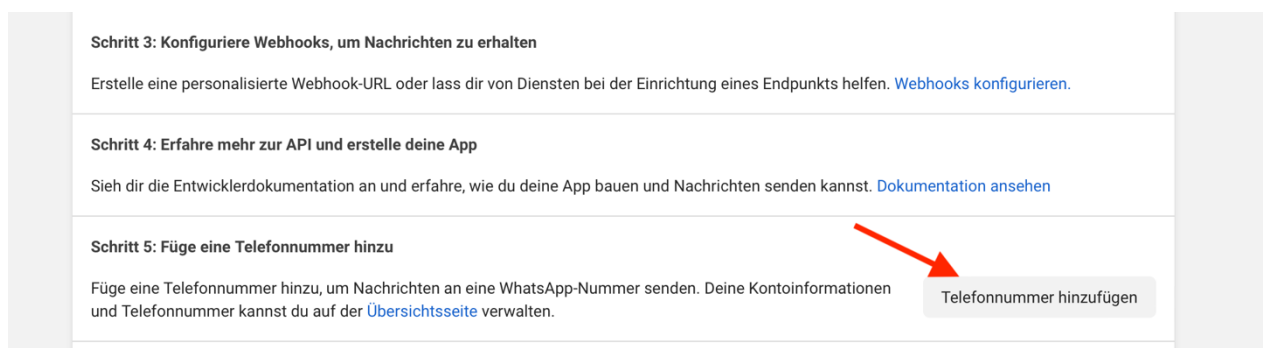 Schritt 3: Konfiguriere Webhooks, um Nachrichten zu erhalten
Erstelle eine personalisierte Webhook-URL oder lass dir von Diensten bei der Einrichtung eines Endpunkts helfen. Webhooks konfigurieren.
Schritt 4: Erfahre mehr zur API und erstelle deine App
Sieh dir die Entwicklerdokumentation an und erfahre, wie du deine App bauen und Nachrichten senden kannst. Dokumentation ansehen
Schritt 5: Füge eine Telefonnummer hinzu
Füge eine Telefonnummer hinzu, um Nachrichten an eine WhatsApp-Nummer senden. Deine Kontoinformationen
und Telefonnummer kannst du auf der Übersichtsseite verwalten.
Telefonnummer hinzufügen